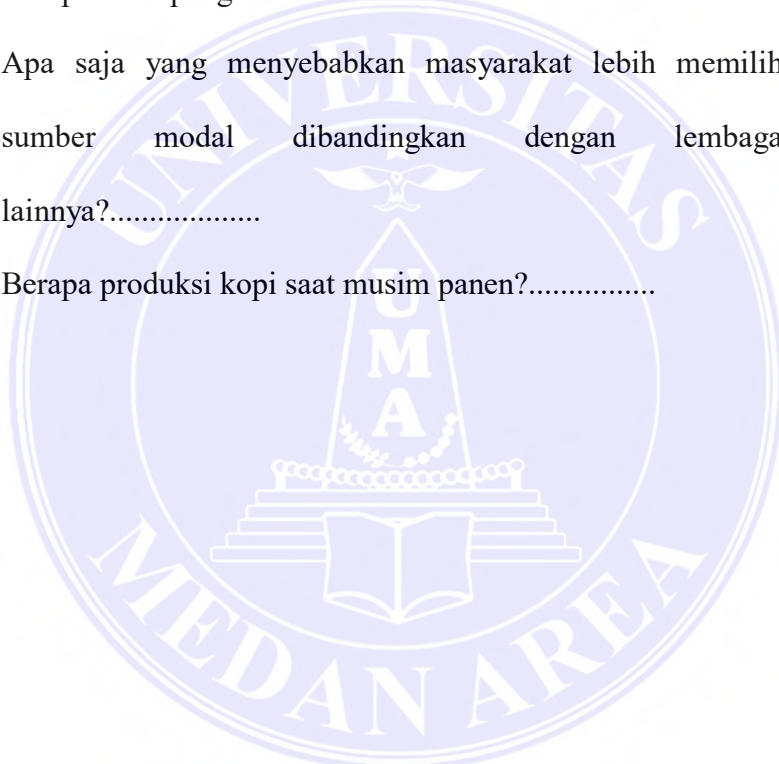 Apa saja yang menyebabkan masyarakat lebih memilih
sumber modal dibandingkan dengan lembaga
lainnya?..................
Berapa produksi kopi saat musim panen?...............
UNIVERSITAS
UMA
MEDAN AREA